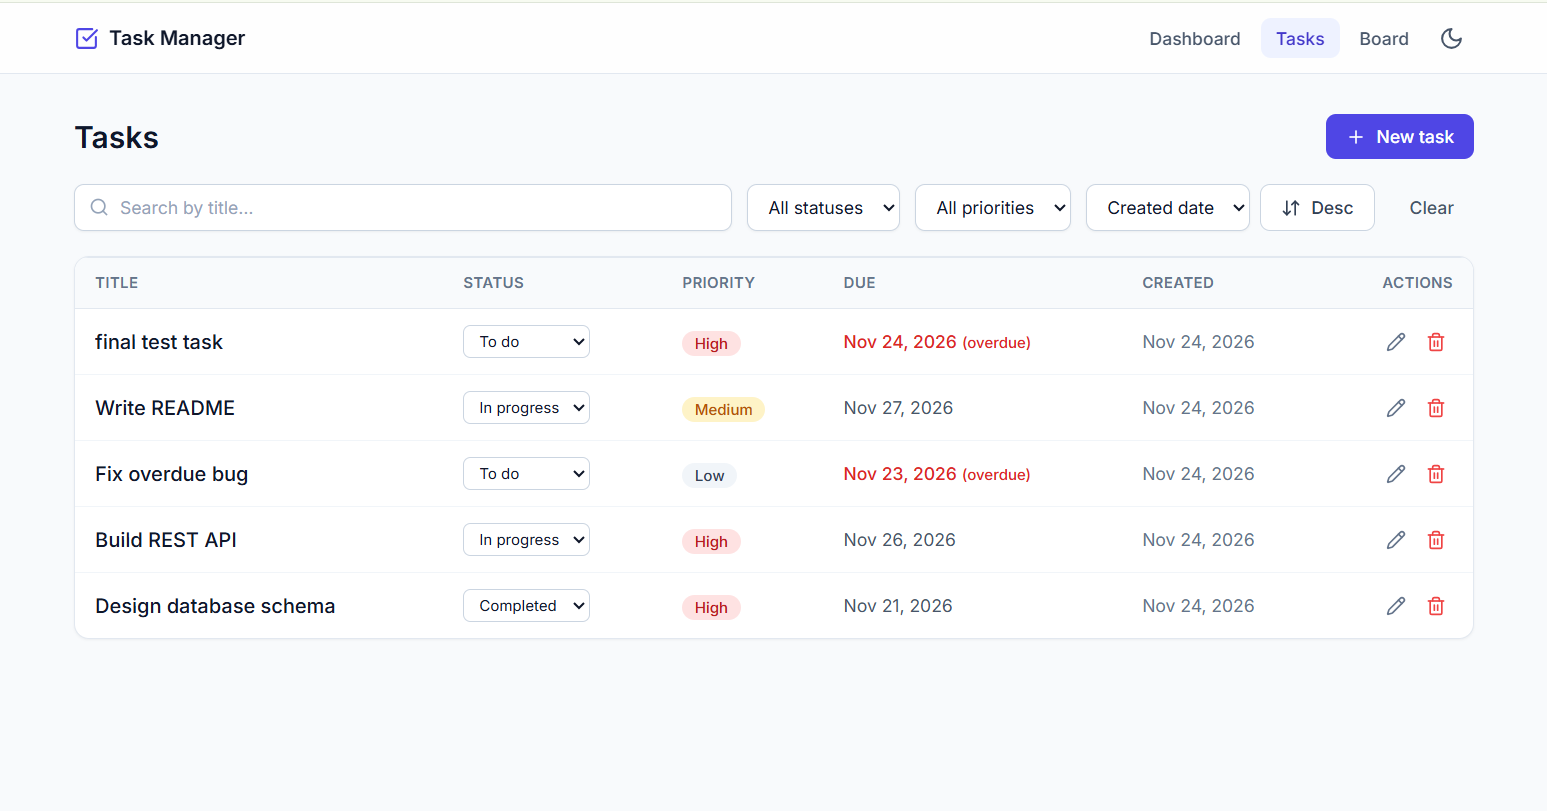 Task Manager Dashboard Tasks Board
Tasks
+ New task
Search by title...
All statuses
All priorities
Created date
Desc
Clear
TITLE STATUS PRIORITY DUE CREATED ACTIONS
final test task To do High Nov 24, 2026 (overdue) Nov 24, 2026
Write README In progress Medium Nov 27, 2026 Nov 24, 2026
Fix overdue bug To do Low Nov 23, 2026 (overdue) Nov 24, 2026
Build REST API In progress High Nov 26, 2026 Nov 24, 2026
Design database schema Completed High Nov 21, 2026 Nov 24, 2026